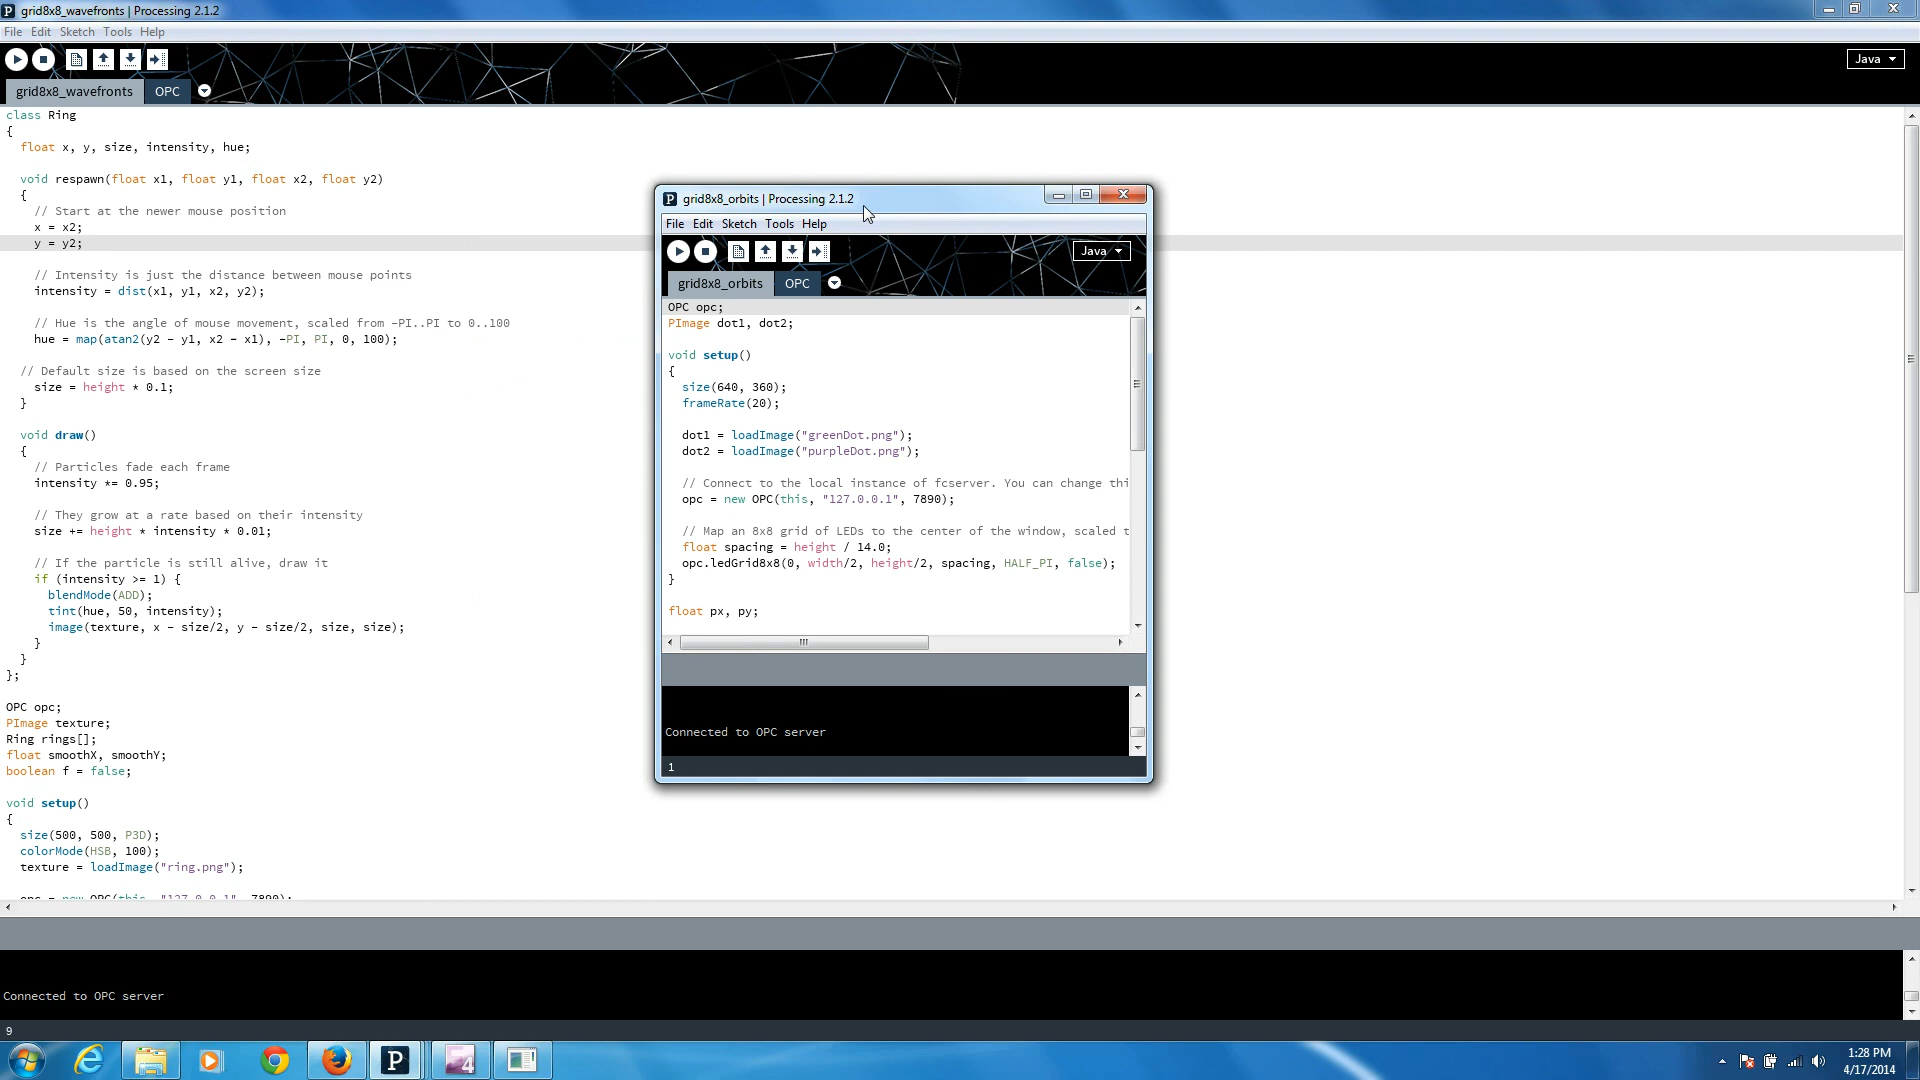 grid8x8_wavefronts | Processing 2.1.2
File Edit Sketch Tools Help
Java
grid8x8_wavefronts OPC
class Ring
{
float x, y, size, intensity, hue;
void respawn(float x1, float y1, float x2, float y2)
{
// Start at the newer mouse position
x = x2;
y = y2;
// Intensity is just the distance between mouse points
intensity = dist(x1, y1, x2, y2);
// Hue is the angle of mouse movement, scaled from -PI..PI to 0..100
hue = map(atan2(y2 - y1, x2 - x1), -PI, PI, 0, 100);
// Default size is based on the screen size
size = height * 0.1;
}
void draw()
{
// Particles fade each frame
intensity *= 0.95;
// They grow at a rate based on their intensity
size += height * intensity * 0.01;
// If the particle is still alive, draw it
if (intensity >= 1) {
blendMode(ADD);
tint(hue, 50, intensity);
image(texture, x - size/2, y - size/2, size, size);
}
}
};
OPC opc;
PImage texture;
Ring rings[];
float smoothX, smoothY;
boolean f = false;
void setup()
{
size(500, 500, P3D);
colorMode(HSB, 100);
texture = loadImage("ring.png");
opc = new OPC(this, "127.0.0.1", 7890);
Connected to OPC server
9
grid8x8_orbits | Processing 2.1.2
File Edit Sketch Tools Help
Java
grid8x8_orbits OPC
OPC opc;
PImage dot1, dot2;
void setup()
{
size(640, 360);
frameRate(20);
dot1 = loadImage("greenDot.png");
dot2 = loadImage("purpleDot.png");
// Connect to the local instance of fcserver. You can change thi
opc = new OPC(this, "127.0.0.1", 7890);
// Map an 8x8 grid of LEDs to the center of the window, scaled t
float spacing = height / 14.0;
opc.ledGrid8x8(0, width/2, height/2, spacing, HALF_PI, false);
}
float px, py;
Connected to OPC server
1
1:28 PM
4/17/2014